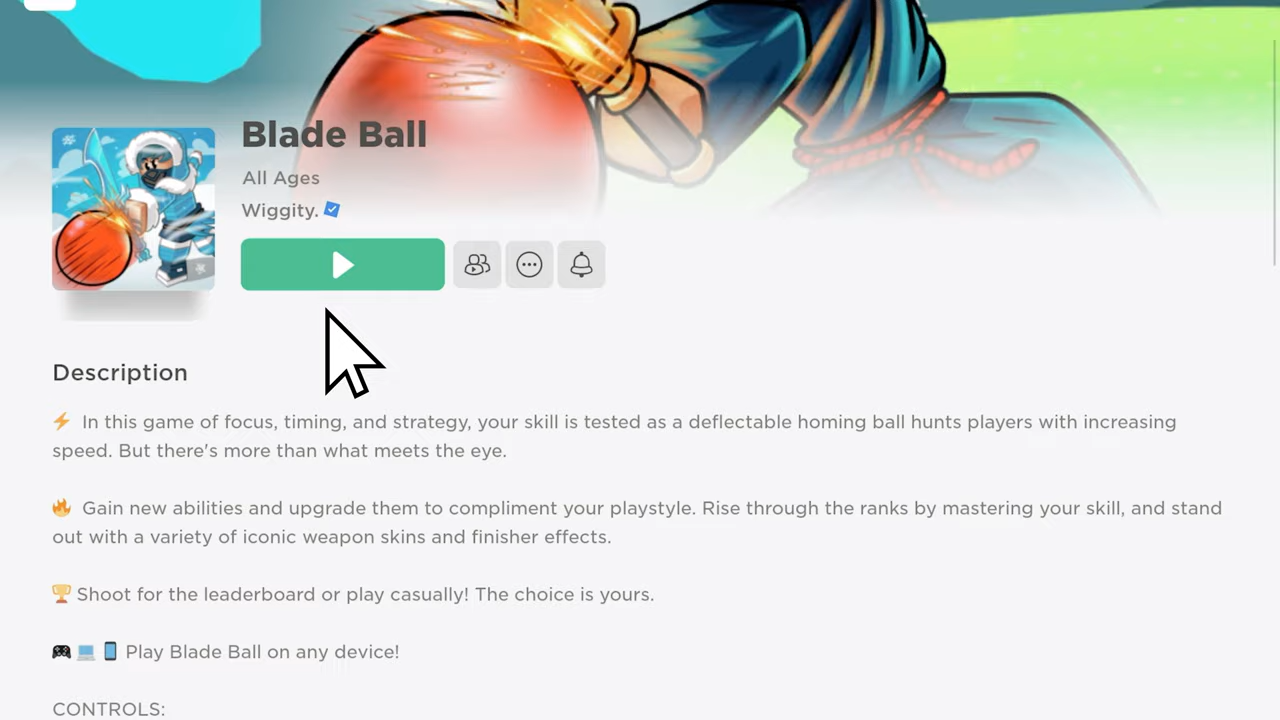 Blade Ball
All Ages
Wiggity.
Description
⚡ In this game of focus, timing, and strategy, your skill is tested as a deflectable homing ball hunts players with increasing
speed. But there's more than what meets the eye.
🔥 Gain new abilities and upgrade them to compliment your playstyle. Rise through the ranks by mastering your skill, and stand
out with a variety of iconic weapon skins and finisher effects.
🏆 Shoot for the leaderboard or play casually! The choice is yours.
🎮 💻 📱 Play Blade Ball on any device!
CONTROLS: